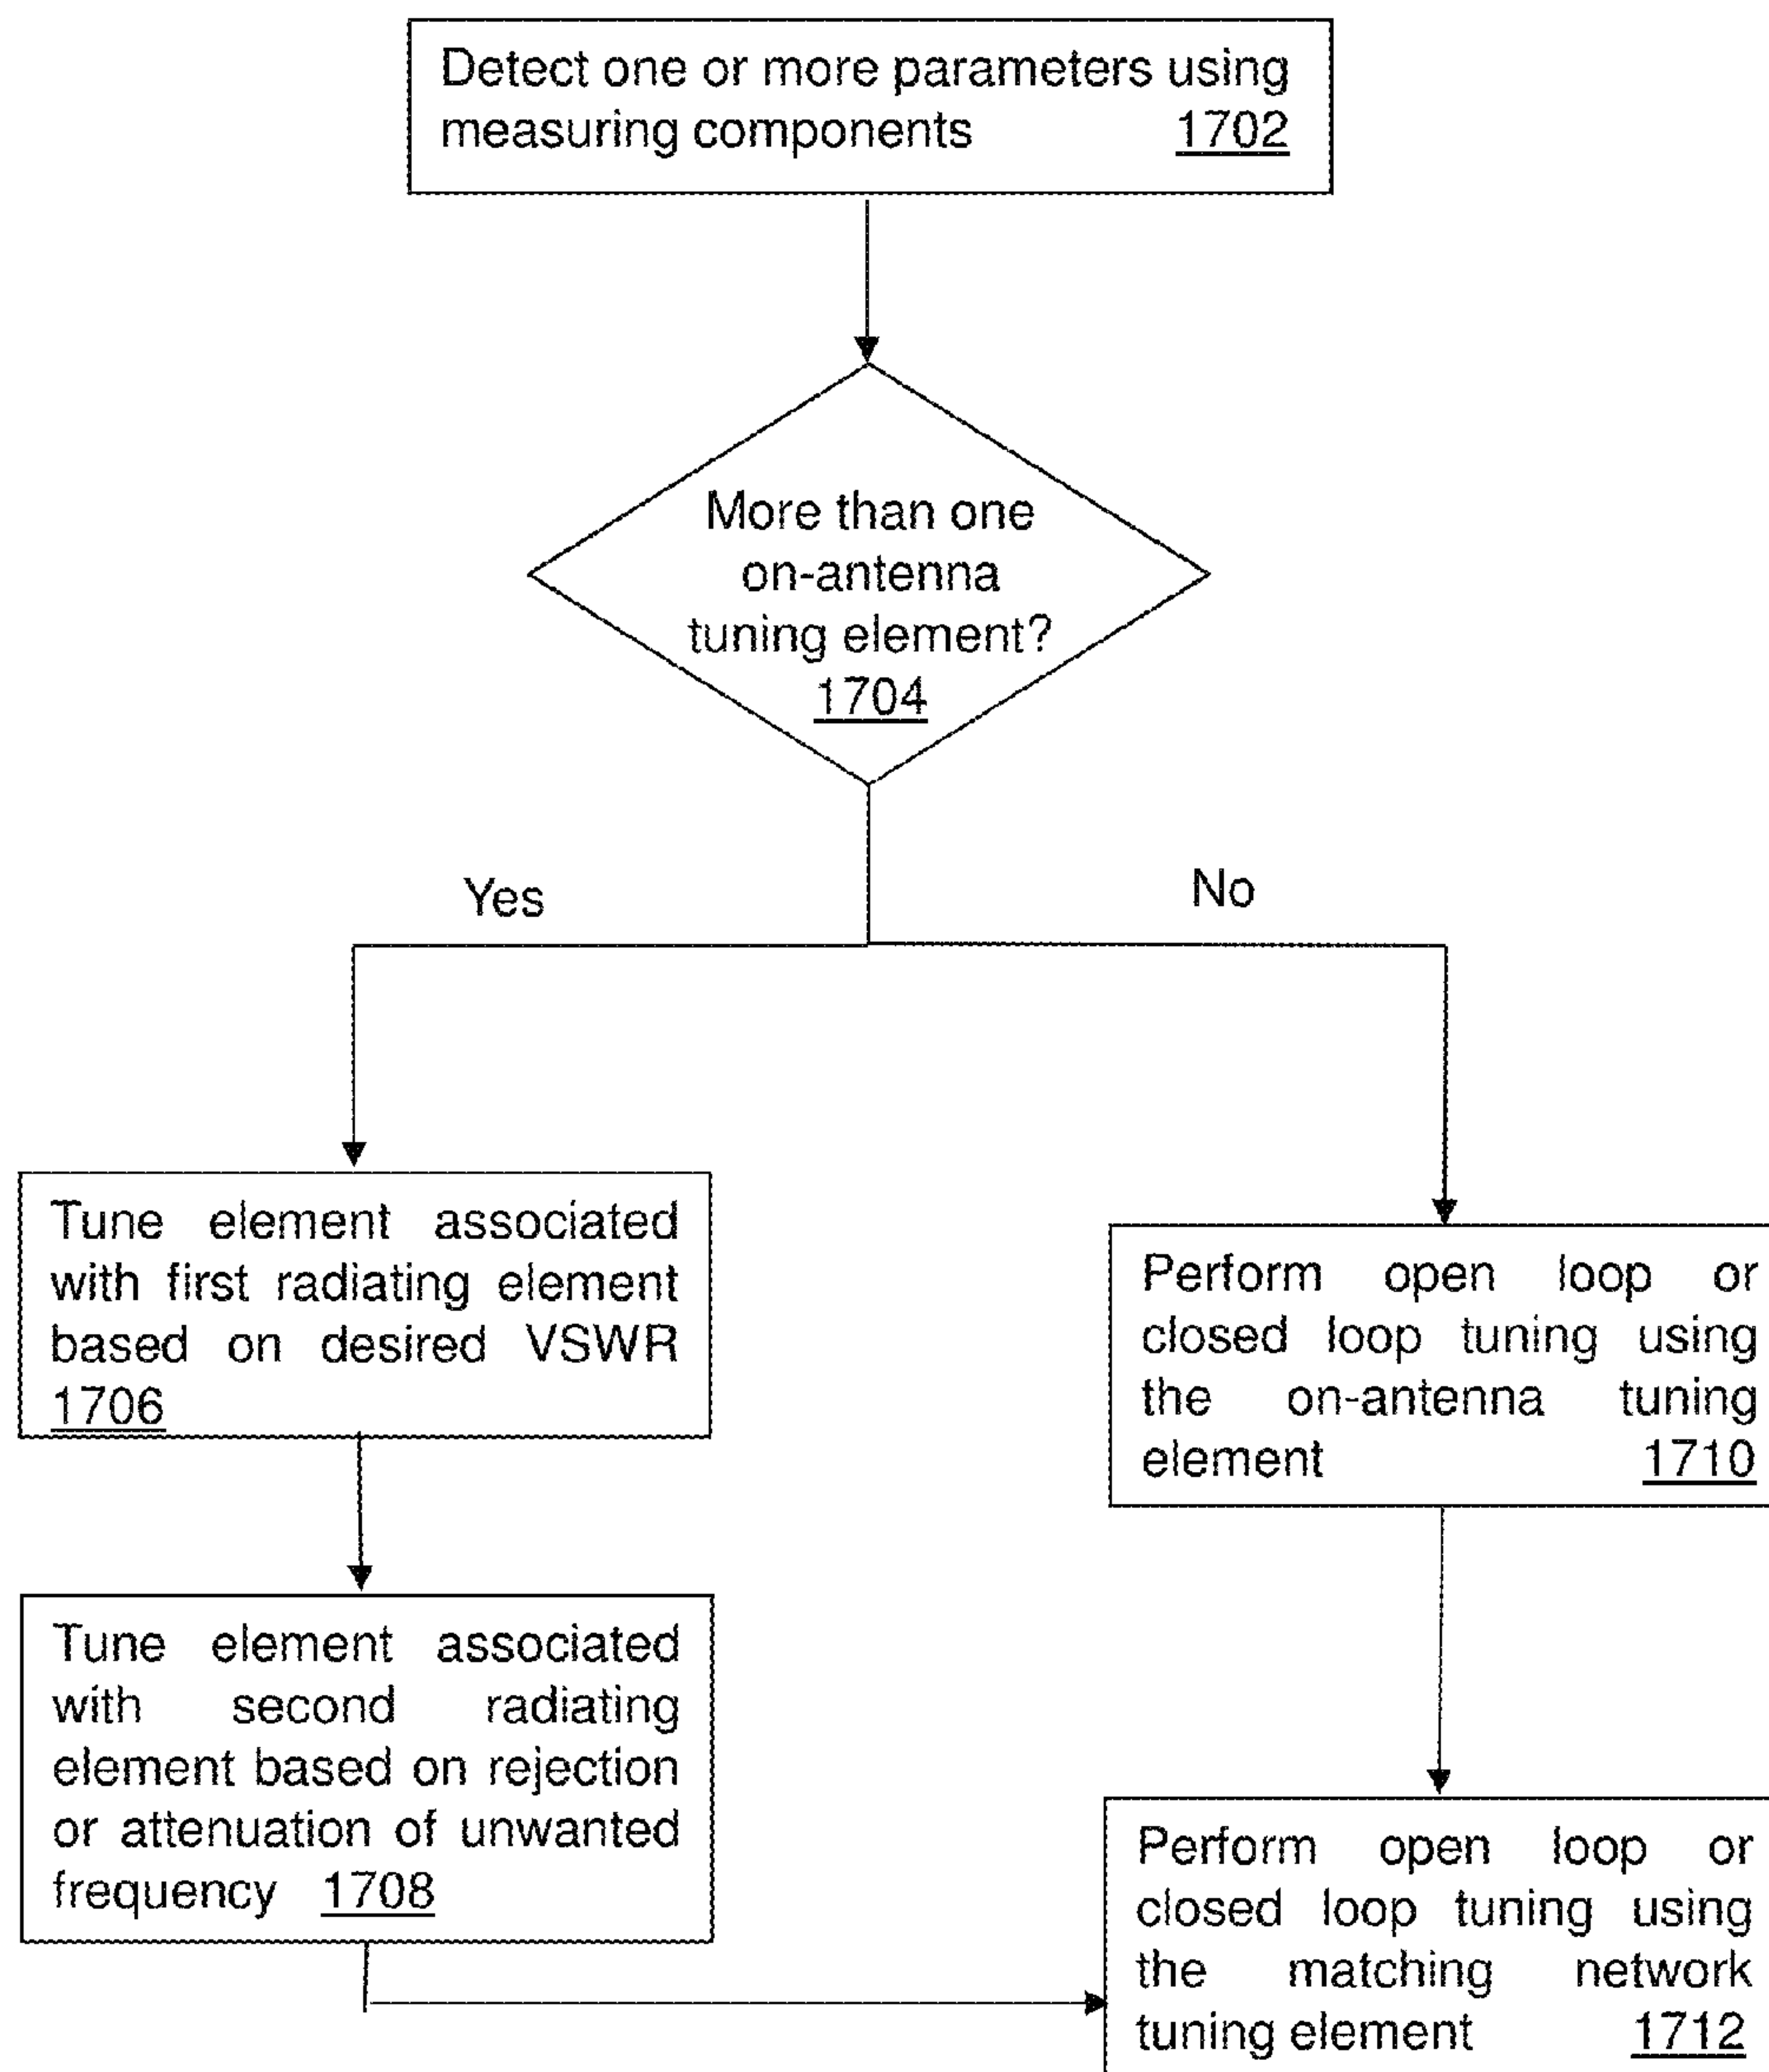 Detect one or more parameters using
measuring components 1702
More than one
on-antenna
tuning element?
1704
Yes
No
Tune element associated
with first radiating element
based on desired VSWR
1706
Perform open loop or
closed loop tuning using
the on-antenna tuning
element 1710
Tune element associated
with second radiating
element based on rejection
or attenuation of unwanted
frequency 1708
Perform open loop or
closed loop tuning using
the matching network
tuning element 1712